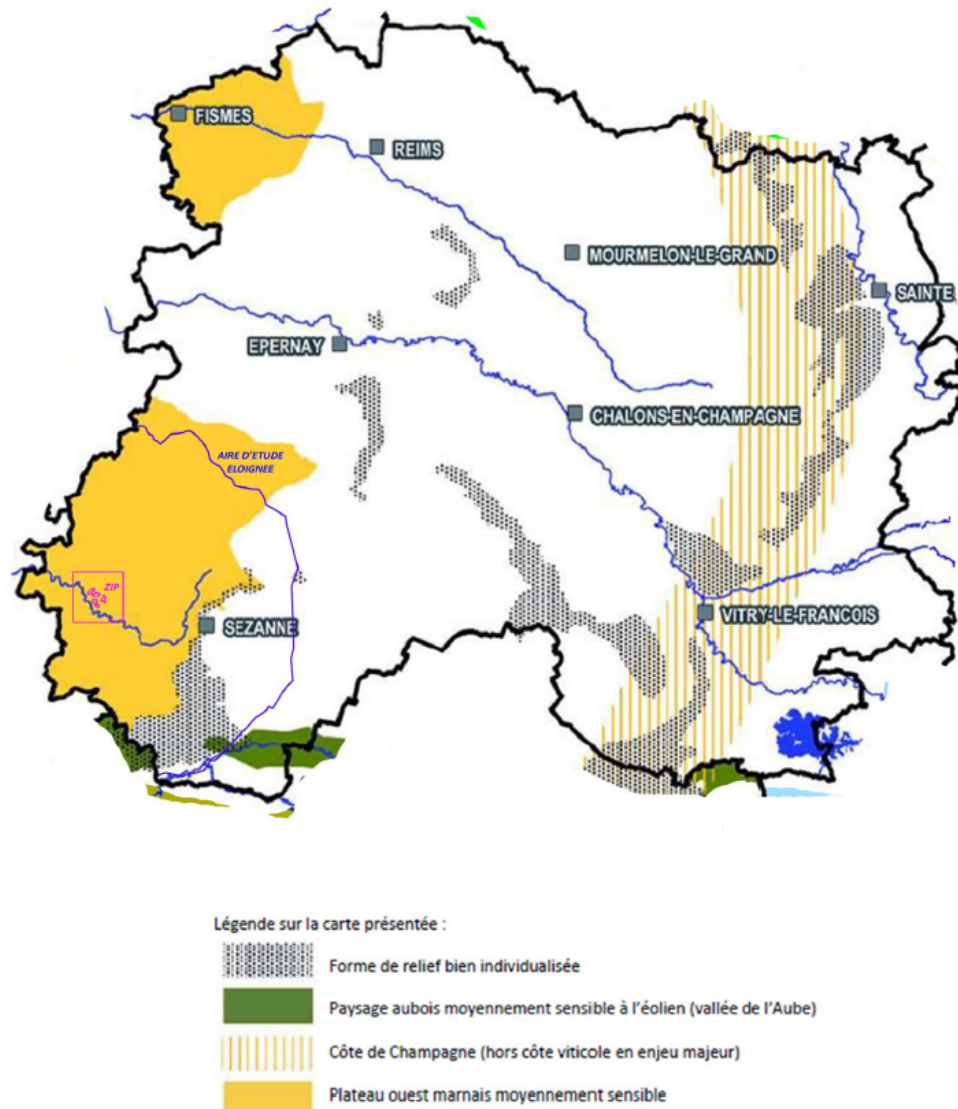 FISMES
REIMS
MOURMELON-LE-GRAND
SAINTE
EPERNAY
CHALONS-EN-CHAMPAGNE
AIRE D'ETUDE
ELOIGNEE
ZIP
SEZANNE
VITRY-LE-FRANCOIS
Légende sur la carte présentée :
Forme de relief bien individualisée
Paysage aubois moyennement sensible à l'éolien (vallée de l'Aube)
Côte de Champagne (hors côte viticole en enjeu majeur)
Plateau ouest marnais moyennement sensible